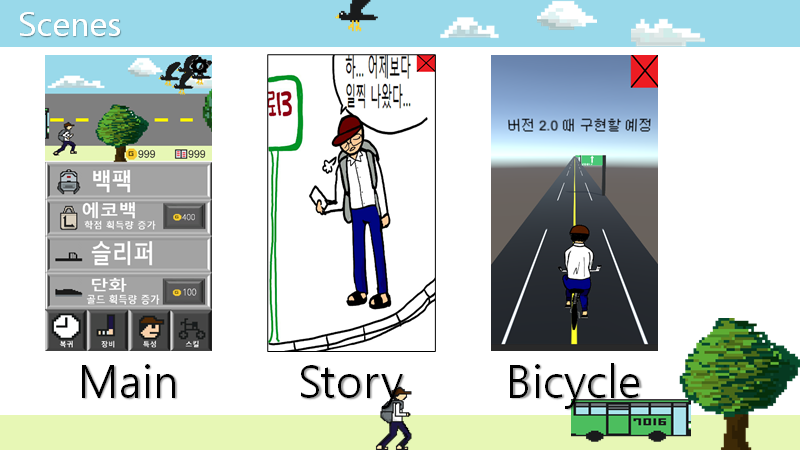 Scenes
999
999
백팩
에코백
학점 획득량 증가
400
슬리퍼
단화
골드 획득량 증가
100
복귀
장비
특성
스킬
하... 어제보다
일찍 나왔다...
버전 2.0 때 구현할 예정
Main
Story
Bicycle
7016